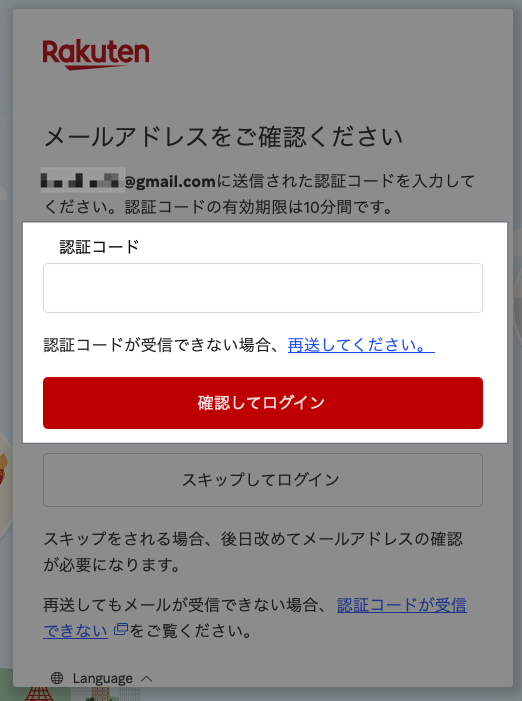 Rakuten
メールアドレスをご確認ください
@gmail.comに送信された認証コードを入力して
ください。認証コードの有効期限は10分間です。
認証コード
認証コードが受信できない場合、再送してください。
確認してログイン
スキップしてログイン
スキップをされる場合、後日改めてメールアドレスの確認
が必要になります。
再送してもメールが受信できない場合、認証コードが受信
できないをご覧ください。
Language